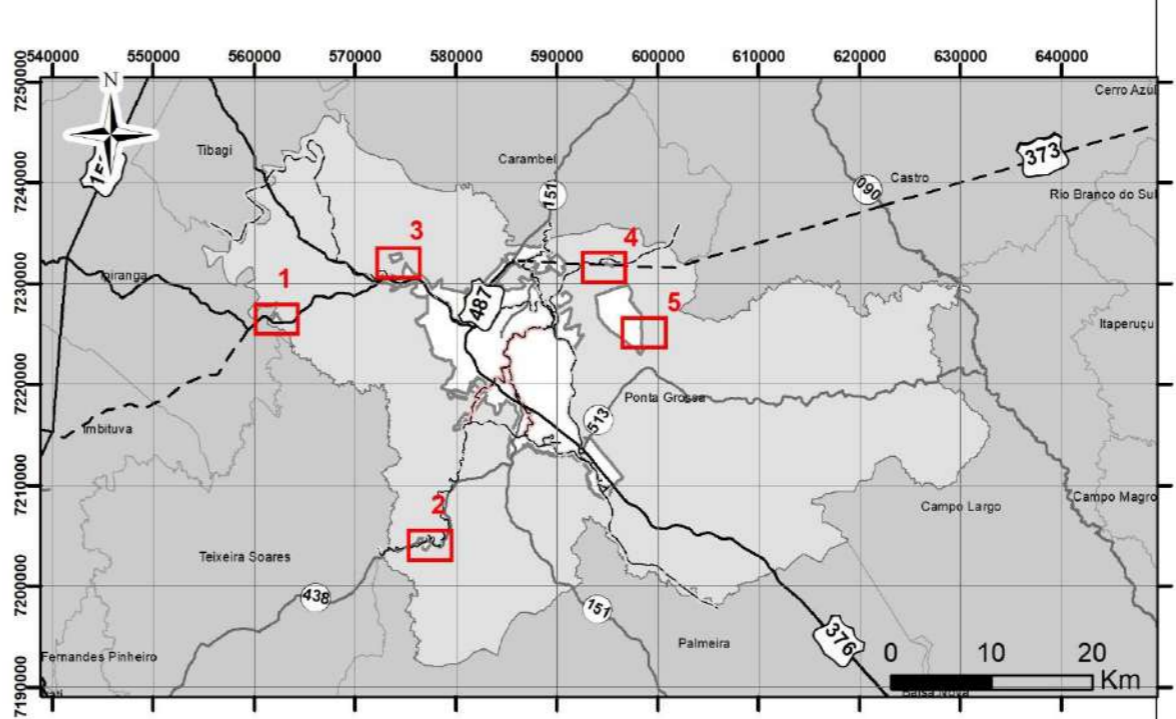 5540000 550000 560000 570000 580000 590000 600000 610000 620000 630000 640000
7250000
7240000
7230000
7220000
7210000
7200000
7190000
N
Cerro Azul
Tibagi
Carambeí
151
373
Castro
090
Rio Branco do Sul
3
4
1
487
5
Itaperuçu
Ponta Grossa
513
Imbituva
2
Campo Magro
Campo Largo
Teixeira Soares
438
151
Palmeira
376
Fernandes Pinheiro
0 10 20
Km